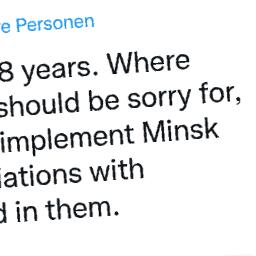 e Personen
8 years. Where
should be sorry for,
implement Minsk
iations with
d in them.